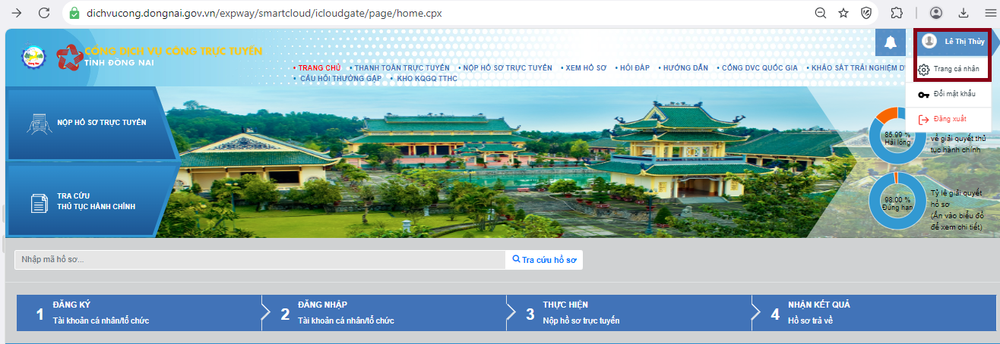 dichvucong.dongnai.gov.vn/expway/smartcloud/icloudgate/page/home.cpx
CỔNG DỊCH VỤ CÔNG TRỰC TUYẾN
TỈNH ĐỒNG NAI
Lê Thị Thùy
• TRANG CHỦ • THANH TOÁN TRỰC TUYẾN • NỘP HỒ SƠ TRỰC TUYẾN • XEM HỒ SƠ • HỎI ĐÁP • HƯỚNG DẪN • CỔNG DVC QUỐC GIA • KHẢO SÁT TRẢI NGHIỆM DV
• CÂU HỎI THƯỜNG GẶP • KHO KQGQ TTHC
Trang cá nhân
Đổi mật khẩu
Đăng xuất
NỘP HỒ SƠ TRỰC TUYẾN
85.99 %
Hài lòng
về giải quyết thủ
tục hành chính
TRA CỨU
THỦ TỤC HÀNH CHÍNH
98.00 %
Đúng hạn
Tỷ lệ giải quyết
hồ sơ
(Ấn vào biểu đồ
để xem chi tiết)
Nhập mã hồ sơ...
Tra cứu hồ sơ
1 ĐĂNG KÝ
Tài khoản cá nhân/tổ chức
2 ĐĂNG NHẬP
Tài khoản cá nhân/tổ chức
3 THỰC HIỆN
Nộp hồ sơ trực tuyến
4 NHẬN KẾT QUẢ
Hồ sơ trả về